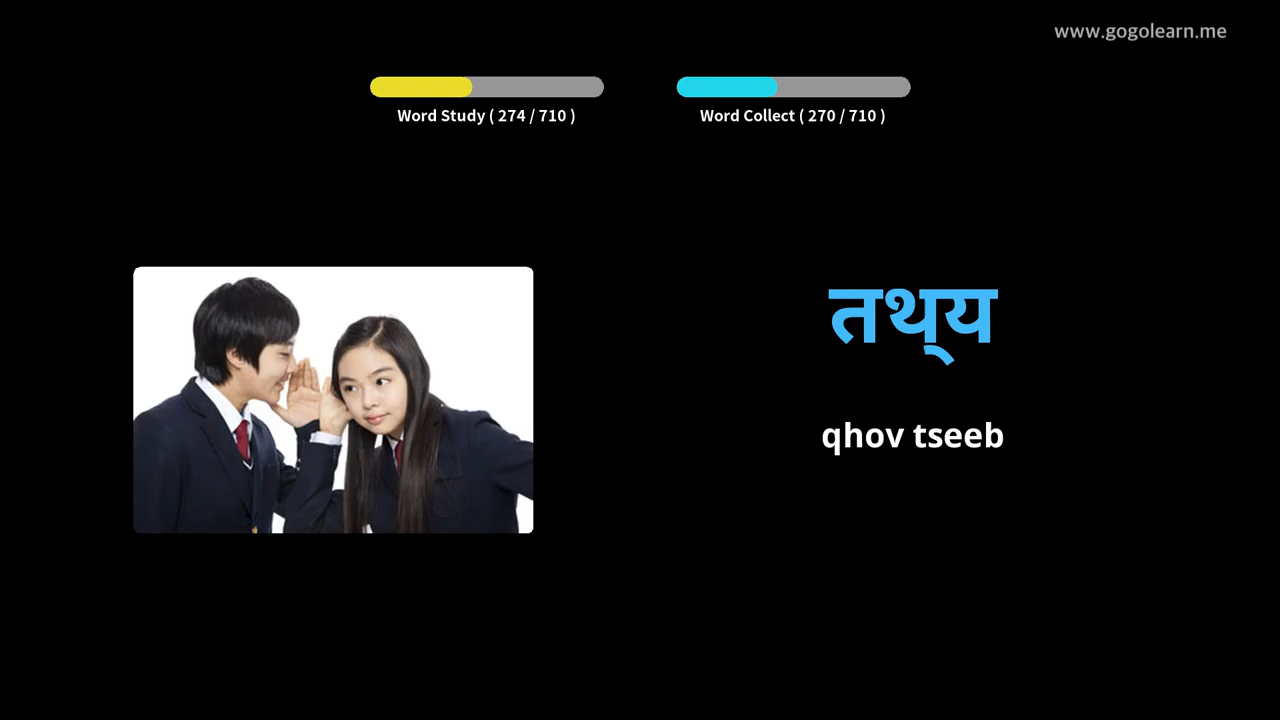 www.gogolearn.me
Word Study ( 274 / 710 )
Word Collect ( 270 / 710 )
तथ्य
qhov tseeb